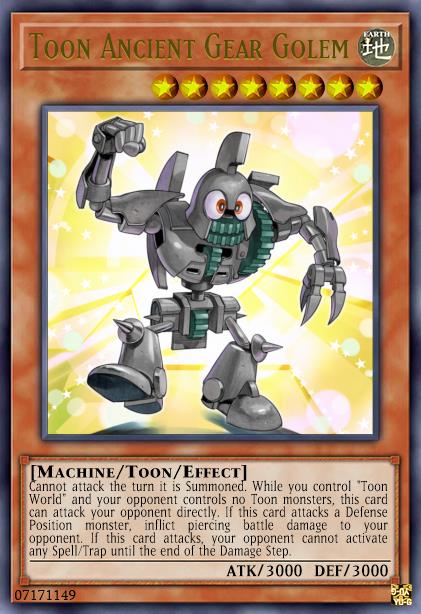 TOON ANCIENT GEAR GOLEM
EARTH
地
[MACHINE/TOON/EFFECT]
Cannot attack the turn it is Summoned. While you control "Toon
World" and your opponent controls no Toon monsters, this card
can attack your opponent directly. If this card attacks a Defense
Position monster, inflict piercing battle damage to your
opponent. If this card attacks, your opponent cannot activate
any Spell/Trap until the end of the Damage Step.
ATK/3000 DEF/3000
07171149